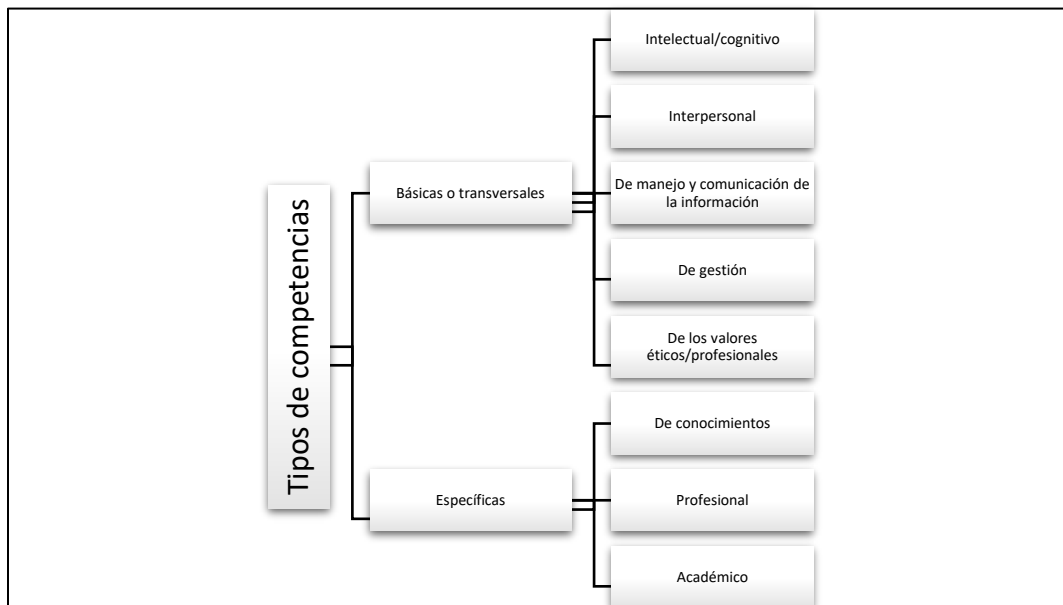 Tipos de competencias
Básicas o transversales
Intelectual/cognitivo
Interpersonal
De manejo y comunicación de
la información
De gestión
De los valores
éticos/profesionales
Específicas
De conocimientos
Profesional
Académico